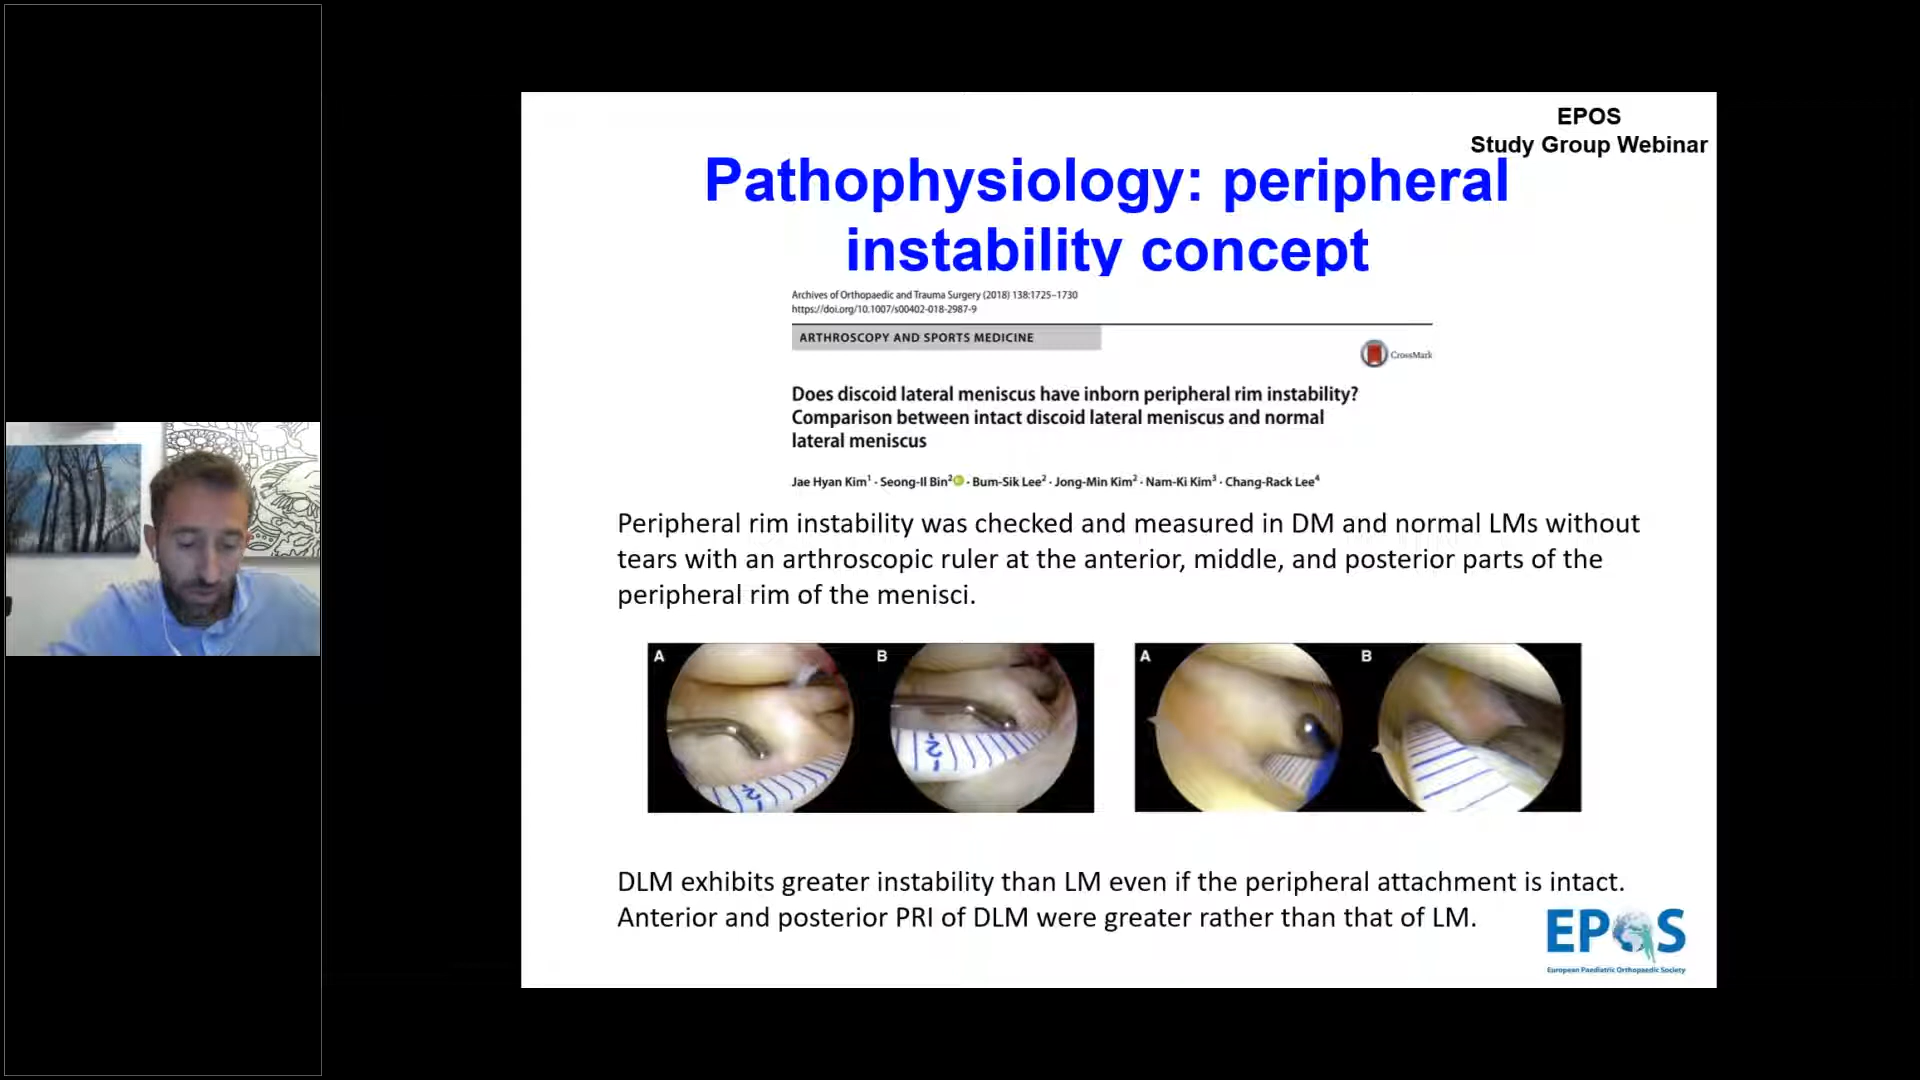 EPOS
Study Group Webinar
Pathophysiology: peripheral
instability concept
Archives of Orthopaedic and Trauma Surgery (2018) 138:1725–1730
https://doi.org/10.1007/s00402-018-2987-9
ARTHROSCOPY AND SPORTS MEDICINE
CrossMark
Does discoid lateral meniscus have inborn peripheral rim instability?
Comparison between intact discoid lateral meniscus and normal
lateral meniscus
Jae Hyan Kim1 · Seong-Il Bin2 · Bum-Sik Lee2 · Jong-Min Kim2 · Nam-Ki Kim3 · Chang-Rack Lee4
Peripheral rim instability was checked and measured in DM and normal LMs without
tears with an arthroscopic ruler at the anterior, middle, and posterior parts of the
peripheral rim of the menisci.
A B A B
2 2
DLM exhibits greater instability than LM even if the peripheral attachment is intact.
Anterior and posterior PRI of DLM were greater rather than that of LM.
EPOS
European Paediatric Orthopaedic Society